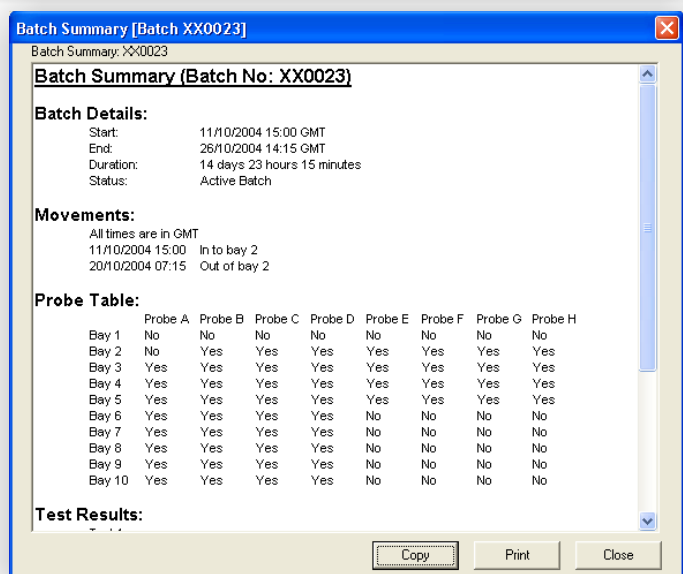 Batch Summary [Batch XX0023]
Batch Summary: XX0023
Batch Summary (Batch No: XX0023)
Batch Details:
Start: 11/10/2004 15:00 GMT
End: 26/10/2004 14:15 GMT
Duration: 14 days 23 hours 15 minutes
Status: Active Batch
Movements:
All times are in GMT
11/10/2004 15:00 In to bay 2
20/10/2004 07:15 Out of bay 2
Probe Table:
Probe A Probe B Probe C Probe D Probe E Probe F Probe G Probe H
Bay 1 No No No No No No No No
Bay 2 No Yes Yes Yes Yes Yes Yes Yes
Bay 3 Yes Yes Yes Yes Yes Yes Yes Yes
Bay 4 Yes Yes Yes Yes Yes Yes Yes Yes
Bay 5 Yes Yes Yes Yes Yes Yes Yes Yes
Bay 6 Yes Yes Yes Yes No No No No
Bay 7 Yes Yes Yes Yes No No No No
Bay 8 Yes Yes Yes Yes No No No No
Bay 9 Yes Yes Yes Yes No No No No
Bay 10 Yes Yes Yes Yes No No No No
Test Results:
Copy Print Close